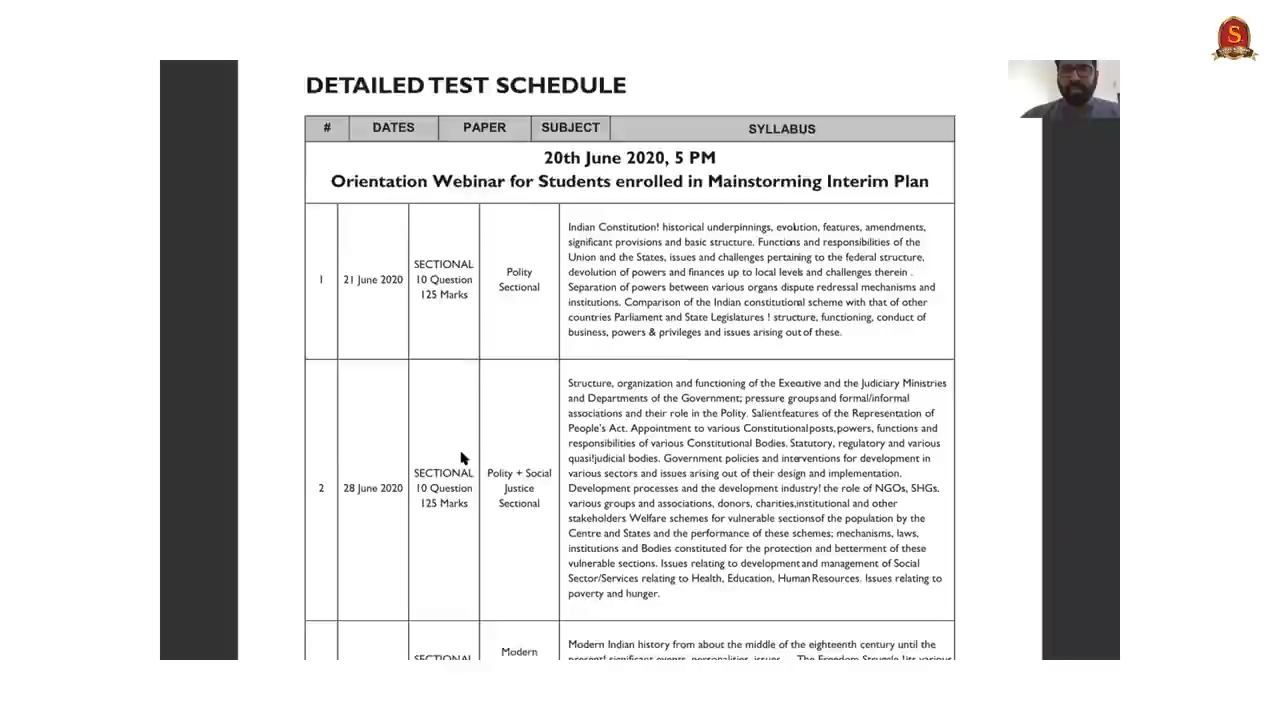 S
DETAILED TEST SCHEDULE
# DATES PAPER SUBJECT SYLLABUS
20th June 2020, 5 PM
Orientation Webinar for Students enrolled in Mainstorming Interim Plan
1
21 June 2020
SECTIONAL
10 Question
125 Marks
Polity
Sectional
Indian Constitution! historical underpinnings, evolution, features, amendments,
significant provisions and basic structure. Functions and responsibilities of the
Union and the States, issues and challenges pertaining to the federal structure,
devolution of powers and finances up to local levels and challenges therein .
Separation of powers between various organs dispute redressal mechanisms and
institutions. Comparison of the Indian constitutional scheme with that of other
countries Parliament and State Legislatures ! structure, functioning, conduct of
business, powers & privileges and issues arising out of these.
2
28 June 2020
SECTIONAL
10 Question
125 Marks
Polity + Social
Justice
Sectional
Structure, organization and functioning of the Executive and the Judiciary Ministries
and Departments of the Government; pressure groups and formal/informal
associations and their role in the Polity. Salientfeatures of the Representation of
People's Act. Appointment to various Constitutional posts, powers, functions and
responsibilities of various Constitutional Bodies. Statutory, regulatory and various
quasi!judicial bodies. Government policies and interventions for development in
various sectors and issues arising out of their design and implementation.
Development processes and the development industry! the role of NGOs, SHGs,
various groups and associations, donors, charities,institutional and other
stakeholders Welfare schemes for vulnerable sectionsof the population by the
Centre and States and the performance of these schemes; mechanisms, laws,
institutions and Bodies constituted for the protection and betterment of these
vulnerable sections. Issues relating to development and management of Social
Sector/Services relating to Health, Education, Human Resources. Issues relating to
poverty and hunger.
SECTIONAL
Modern
Modern Indian history from about the middle of the eighteenth century until the
present! significant events, personalities, issues The Freedom Struggle !its various